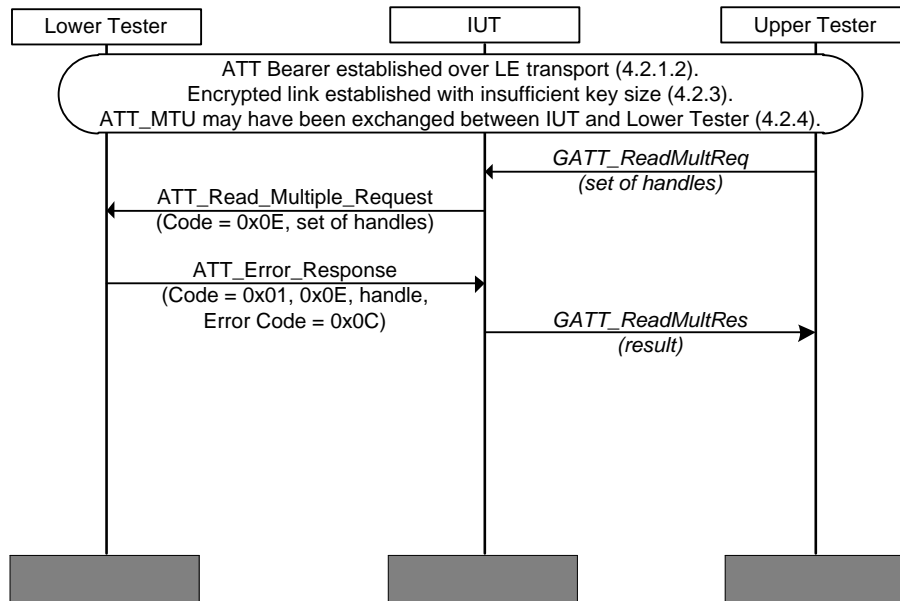 Lower Tester
IUT
Upper Tester
ATT Bearer established over LE transport (4.2.1.2).
Encrypted link established with insufficient key size (4.2.3).
ATT_MTU may have been exchanged between IUT and Lower Tester (4.2.4).
GATT_ReadMultReq
(set of handles)
ATT_Read_Multiple_Request
(Code = 0x0E, set of handles)
ATT_Error_Response
(Code = 0x01, 0x0E, handle,
Error Code = 0x0C)
GATT_ReadMultRes
(result)